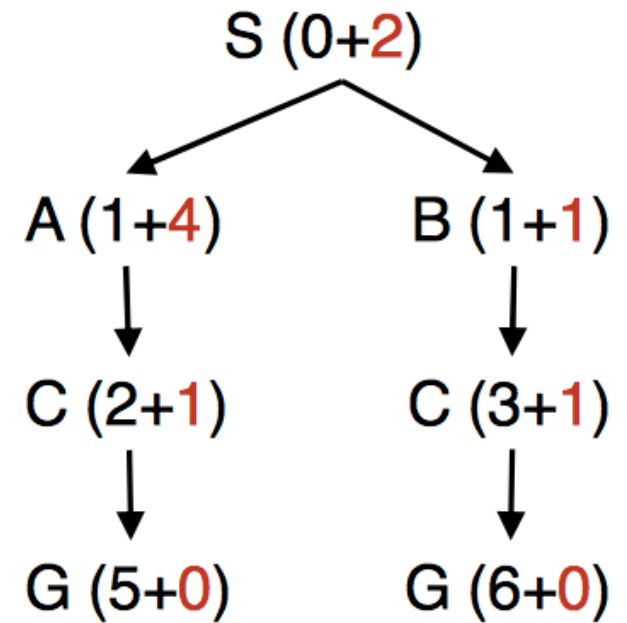 S (0+2)
A (1+4) B (1+1)
C (2+1) C (3+1)
G (5+0) G (6+0)